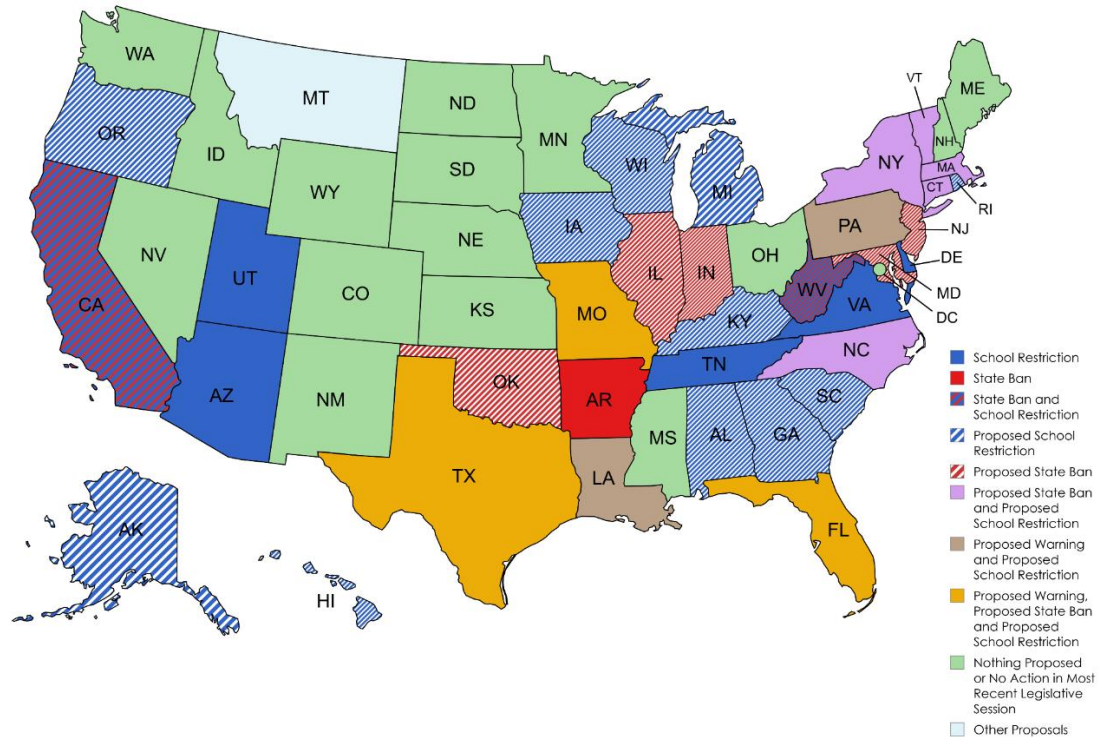 WA
MT
ND
MN
VT
ME
OR
ID
SD
WI
MI
NY
NH
MA
CT
RI
WY
IA
PA
NJ
NE
NV
UT
CO
IL
IN
OH
DE
MD
DC
CA
KS
MO
WV
VA
KY
AZ
NM
OK
AR
TN
NC
SC
MS
AL
GA
TX
LA
FL
AK
HI
School Restriction
State Ban
State Ban and
School Restriction
Proposed School
Restriction
Proposed State Ban
Proposed State Ban
and Proposed
School Restriction
Proposed Warning
and Proposed
School Restriction
Proposed Warning,
Proposed State Ban
and Proposed
School Restriction
Nothing Proposed
or No Action in Most
Recent Legislative
Session
Other Proposals